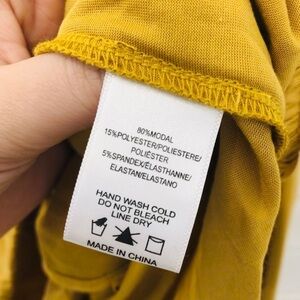 80%MODAL
15%POLYESTER/POLIESTERE/
POLIÉSTER
5%SPANDEX/ELASTHANNE/
ELASTAN/ELASTANO
HAND WASH COLD
DO NOT BLEACH
LINE DRY
MADE IN CHINA